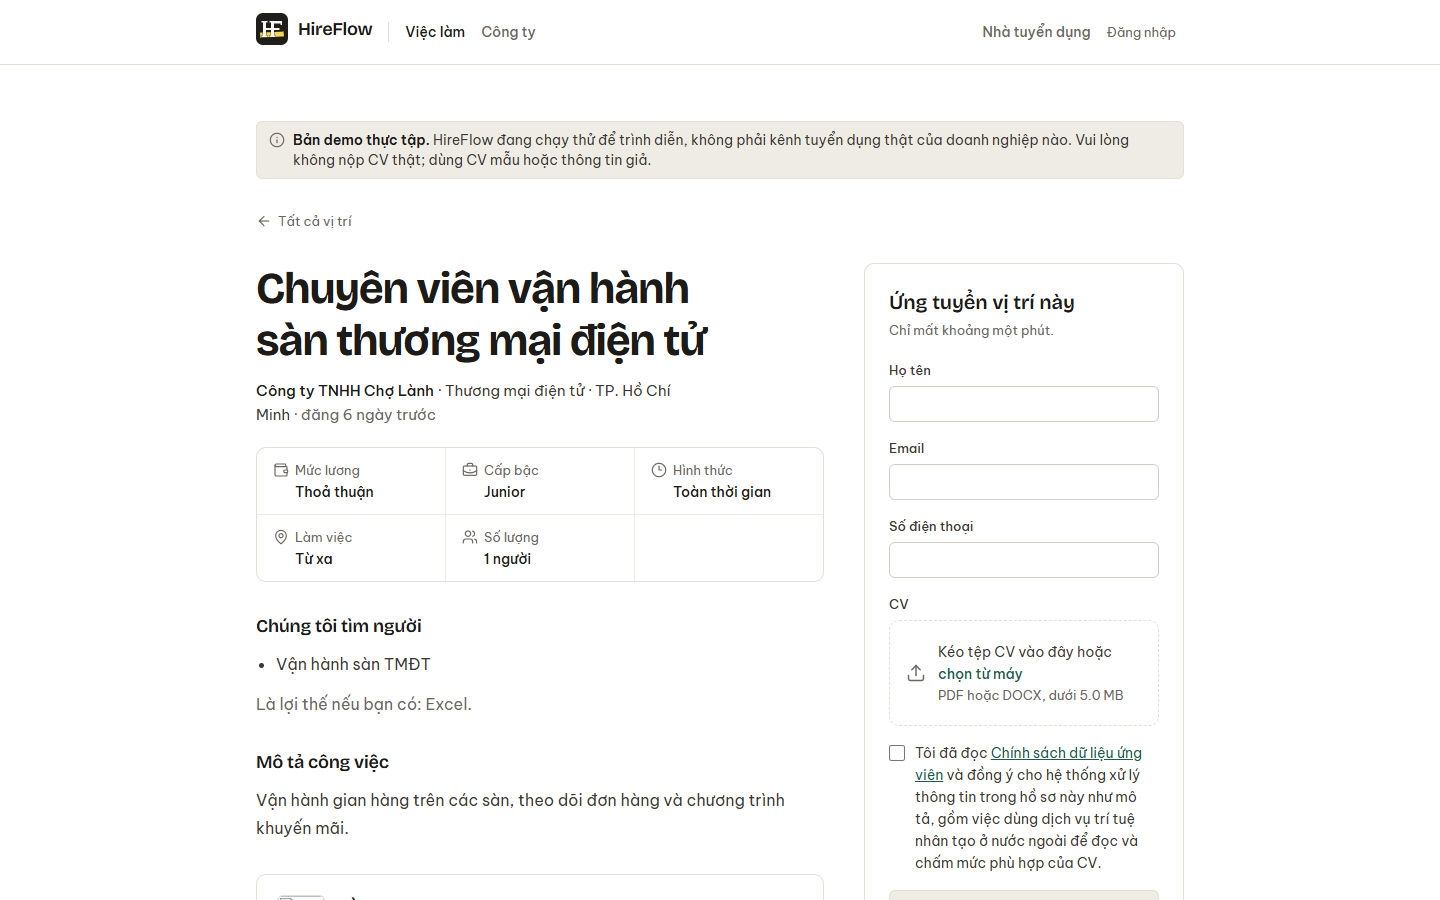 HF HireFlow Việc làm Công ty Nhà tuyển dụng Đăng nhập
Bản demo thực tập. HireFlow đang chạy thử để trình diễn, không phải kênh tuyển dụng thật của doanh nghiệp nào. Vui lòng
không nộp CV thật; dùng CV mẫu hoặc thông tin giả.
Tất cả vị trí
Chuyên viên vận hành
sàn thương mại điện tử
Công ty TNHH Chợ Lành · Thương mại điện tử · TP. Hồ Chí
Minh · đăng 6 ngày trước
Mức lương
Thoả thuận
Cấp bậc
Junior
Hình thức
Toàn thời gian
Làm việc
Từ xa
Số lượng
1 người
Chúng tôi tìm người
• Vận hành sàn TMĐT
Là lợi thế nếu bạn có: Excel.
Mô tả công việc
Vận hành gian hàng trên các sàn, theo dõi đơn hàng và chương trình
khuyến mãi.
Ứng tuyển vị trí này
Chỉ mất khoảng một phút.
Họ tên
Email
Số điện thoại
CV
Kéo tệp CV vào đây hoặc
chọn từ máy
PDF hoặc DOCX, dưới 5.0 MB
Tôi đã đọc Chính sách dữ liệu ứng
viên và đồng ý cho hệ thống xử lý
thông tin trong hồ sơ này như mô
tả, gồm việc dùng dịch vụ trí tuệ
nhân tạo ở nước ngoài để đọc và
chấm mức phù hợp của CV.